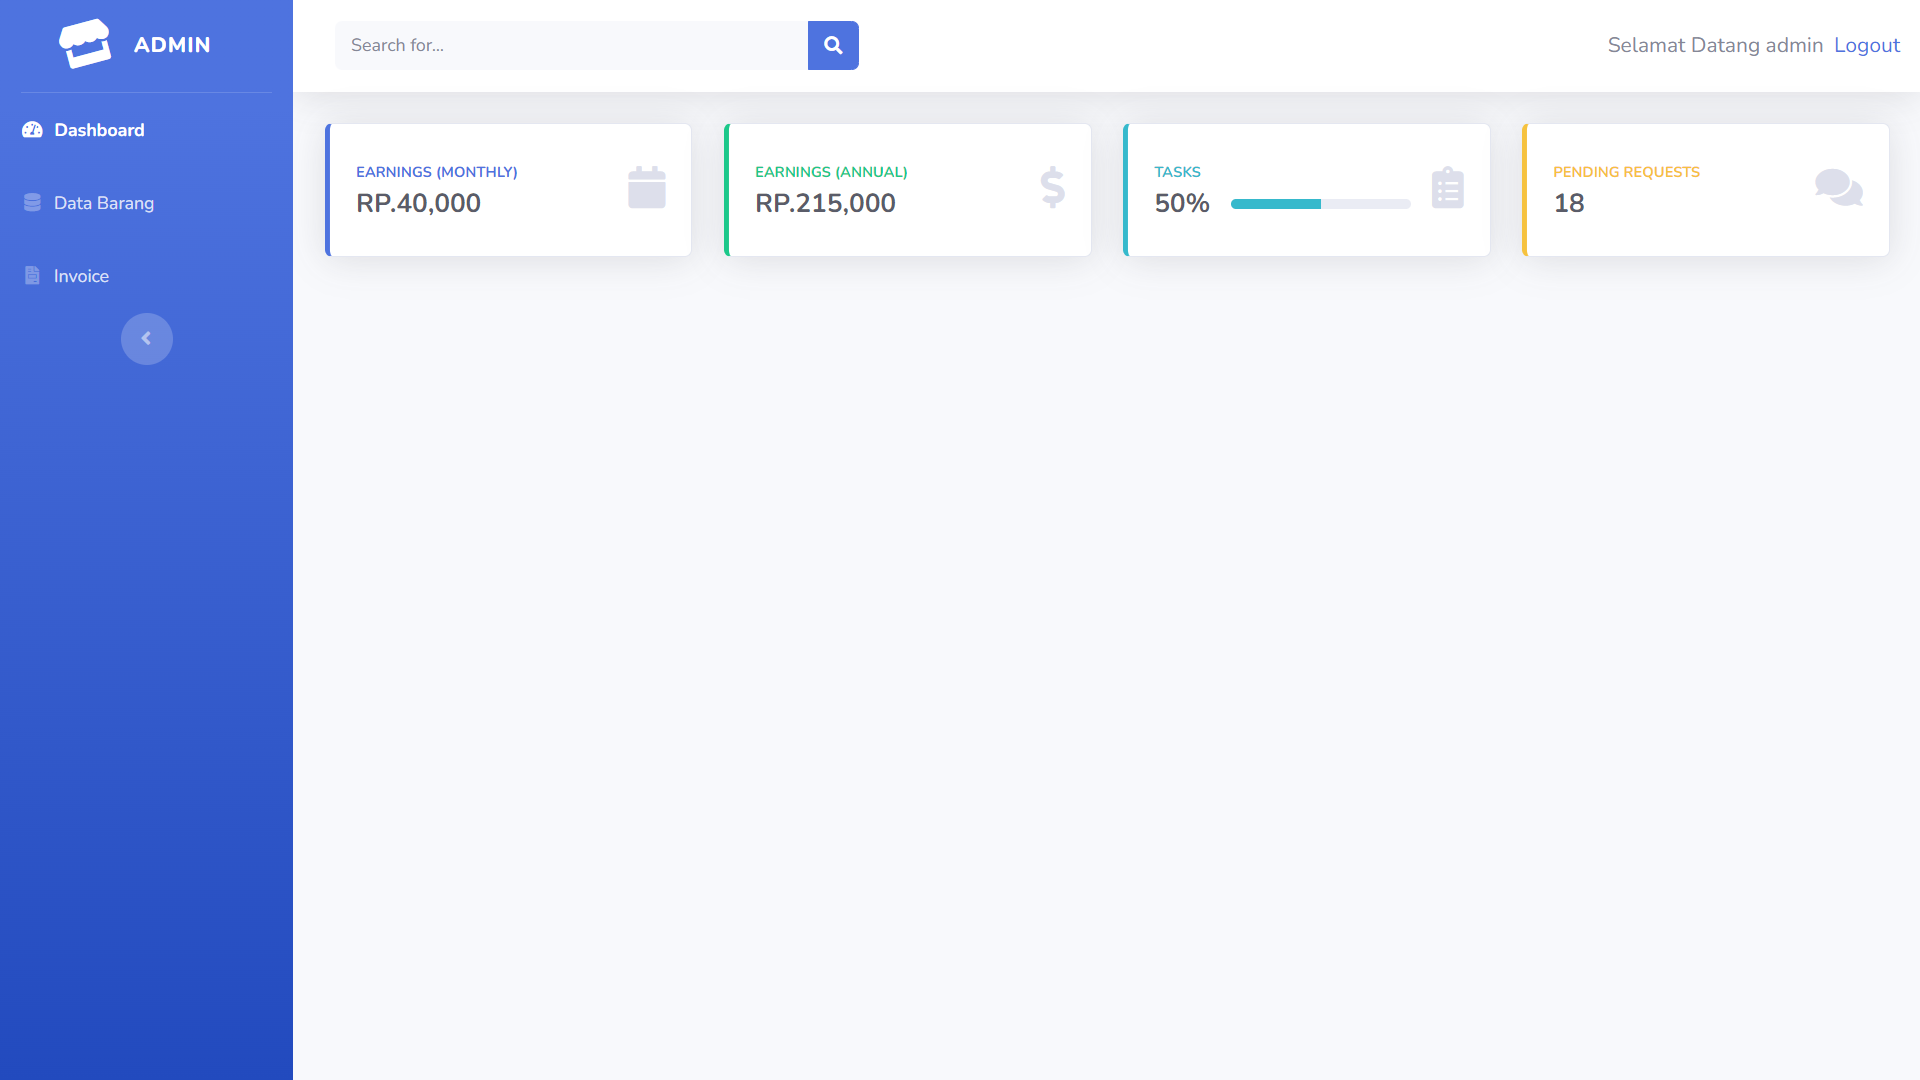 ADMIN
Search for...
Selamat Datang admin Logout
Dashboard
Data Barang
Invoice
EARNINGS (MONTHLY)
RP.40,000
EARNINGS (ANNUAL)
RP.215,000
TASKS
50%
PENDING REQUESTS
18